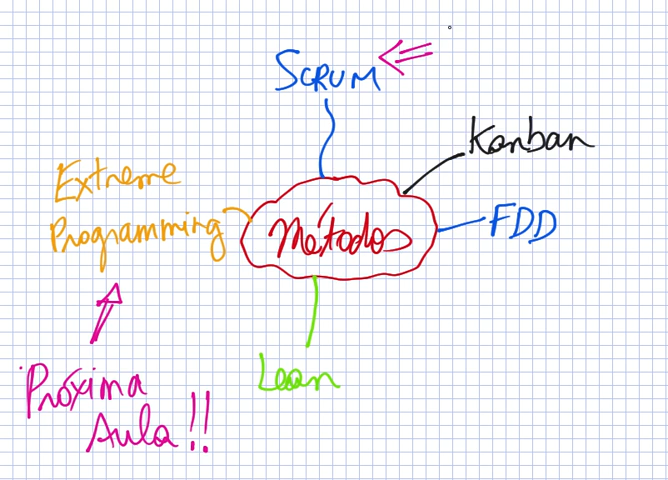 SCRUM
Kanban
Extreme
Programming
Métodos
FDD
Lean
Próxima
Aula!!